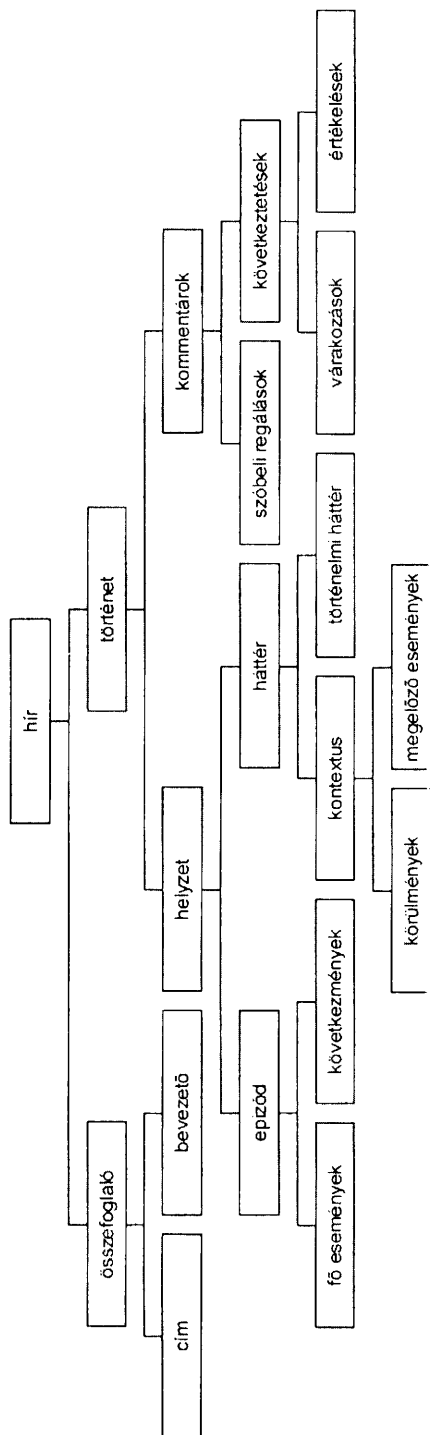 hír
összefoglaló
történet
cím
bevezető
helyzet
kommentárok
epizód
háttér
szóbeli regálások
következtetések
fő események
következmények
kontextus
történelmi háttér
várakozások
értékelések
körülmények
megelőző események